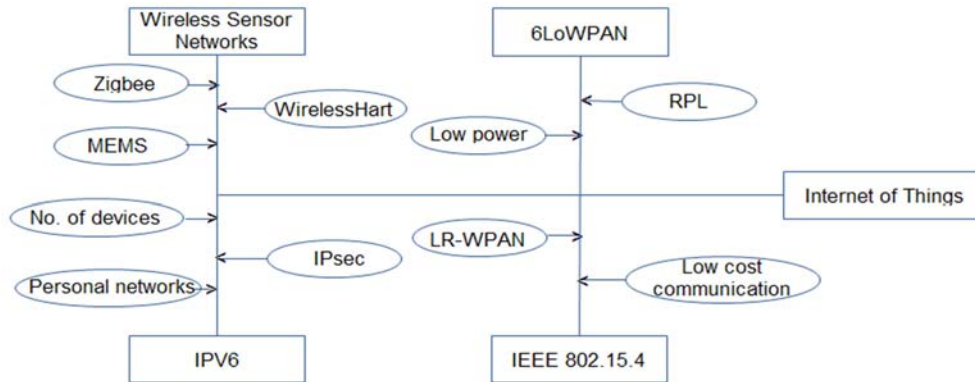 Wireless Sensor
Networks
6LoWPAN
Zigbee
WirelessHart
RPL
Low power
MEMS
Internet of Things
No. of devices
LR-WPAN
IPsec
Low cost
communication
Personal networks
IPV6
IEEE 802.15.4